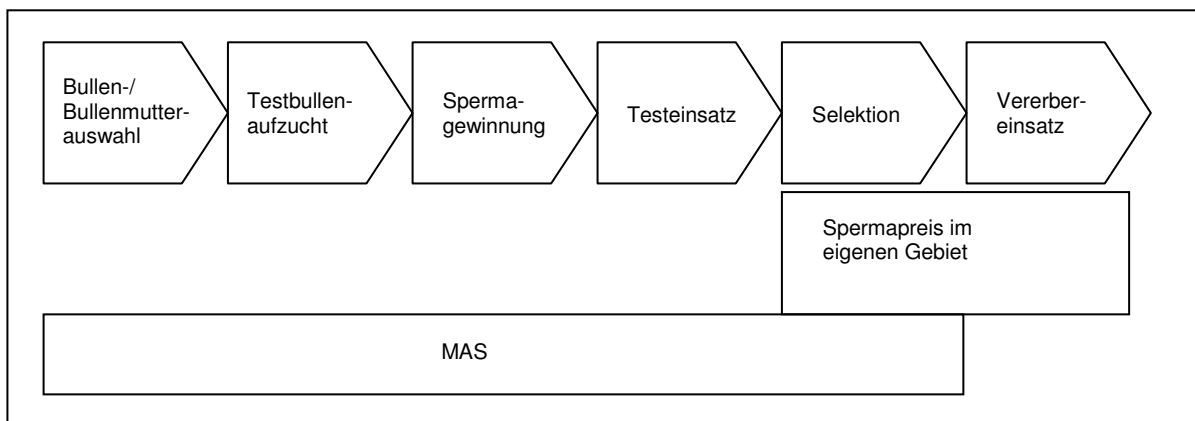 Bullen-/
Bullenmutter-
auswahl
Testbullen-
aufzucht
Sperma-
gewinnung
Testeinsatz
Selektion
Vererber-
einsatz
Spermapreis im
eigenen Gebiet
MAS